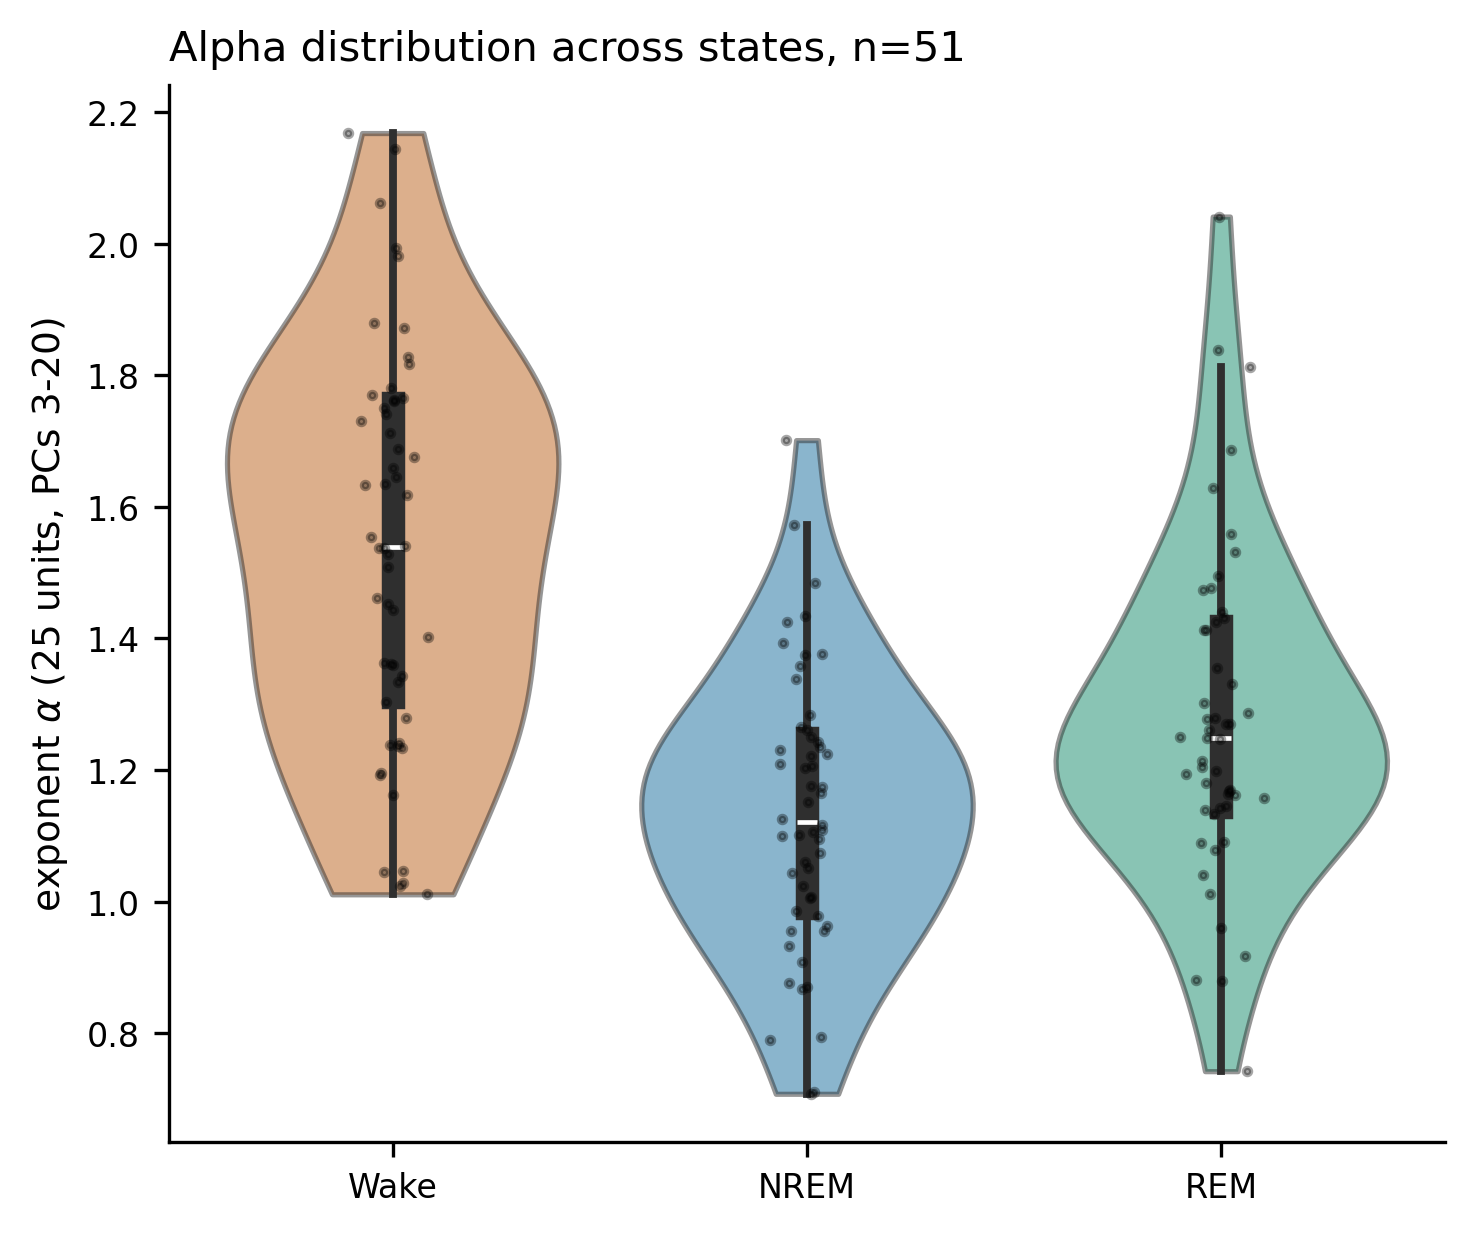 Alpha distribution across states, n=51
exponent α (25 units, PCs 3-20)
2.2
2.0
1.8
1.6
1.4
1.2
1.0
0.8
Wake
NREM
REM